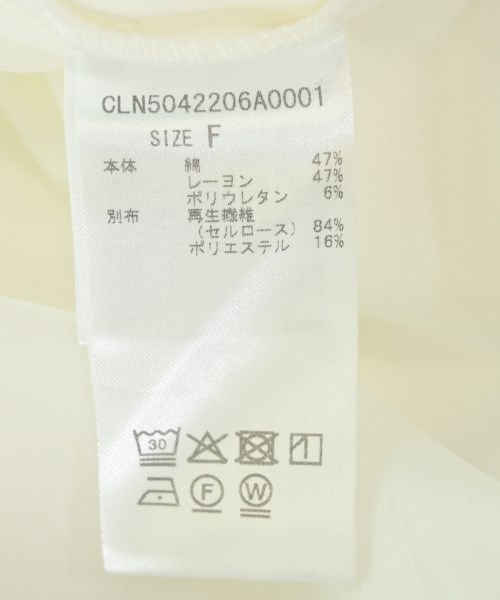 CLN5042206A0001
SIZE F
本体 綿 47%
レーヨン 47%
ポリウレタン 6%
別布 再生繊維
(セルロース) 84%
ポリエステル 16%
30
F W